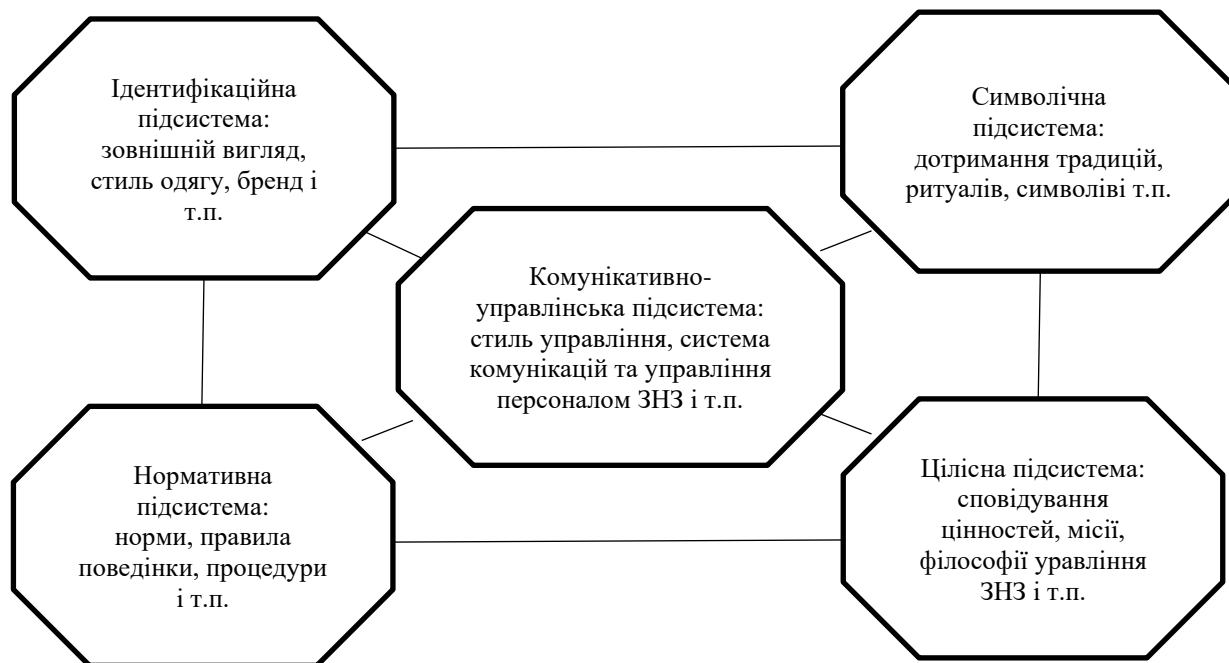 Ідентифікаційна
підсистема:
зовнішній вигляд,
стиль одягу, бренд і
т.п.
Символічна
підсистема:
дотримання традицій,
ритуалів, символіві т.п.
Комунікативно-
управлінська підсистема:
стиль управління, система
комунікацій та управління
персоналом ЗНЗ і т.п.
Нормативна
підсистема:
норми, правила
поведінки, процедури
і т.п.
Цілісна підсистема:
сповідування
цінностей, місії,
філософії уравління
ЗНЗ і т.п.